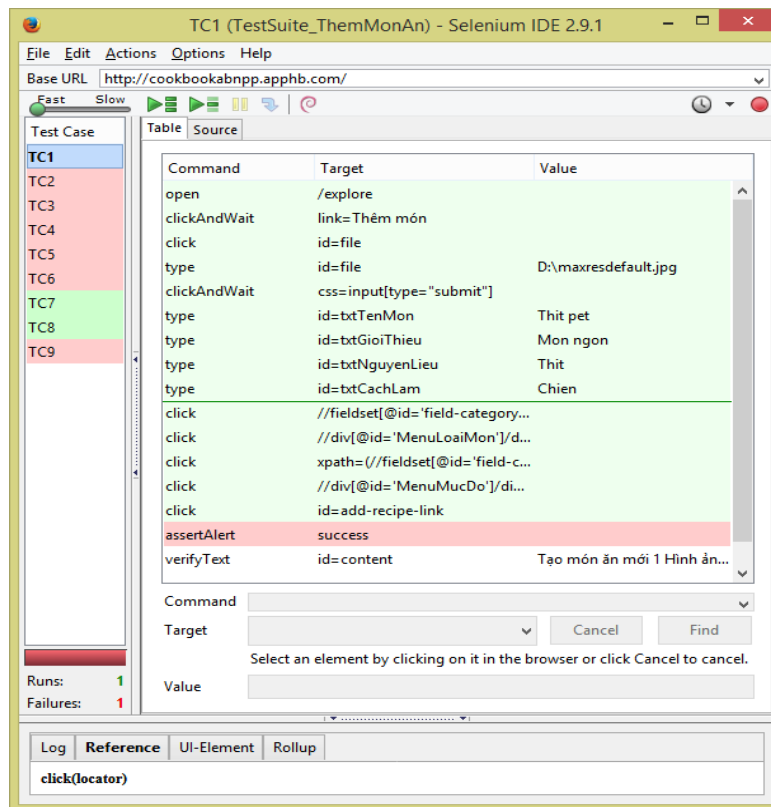 TC1 (TestSuite_ThemMonAn) - Selenium IDE 2.9.1
File Edit Actions Options Help
Base URL http://cookbookabnpp.apphb.com/
Fast Slow
Test Case Table Source
TC1
TC2
TC3
TC4
TC5
TC6
TC7
TC8
TC9
Command Target Value
open /explore
clickAndWait link=Thêm món
click id=file
type id=file D:\maxresdefault.jpg
clickAndWait css=input[type="submit"]
type id=txtTenMon Thit pet
type id=txtGioiThieu Mon ngon
type id=txtNguyenLieu Thit
type id=txtCachLam Chien
click //fieldset[@id='field-category...
click //div[@id='MenuLoaiMon']/d...
click xpath=(//fieldset[@id='field-c...
click //div[@id='MenuMucDo']/di...
click id=add-recipe-link
assertAlert success
verifyText id=content Tạo món ăn mới 1 Hình ản...
Command
Target Cancel Find
Select an element by clicking on it in the browser or click Cancel to cancel.
Value
Runs: 1
Failures: 1
Log Reference UI-Element Rollup
click(locator)